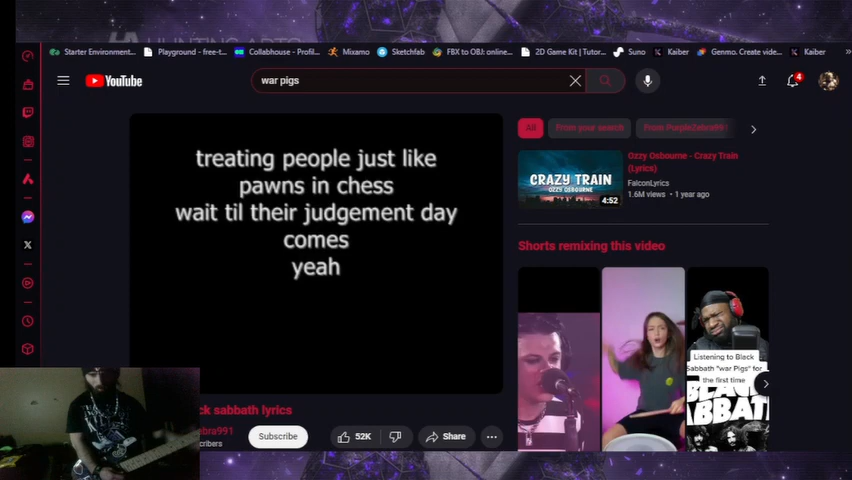 Starter Environment...
Playground - free-t...
Collabhouse - Profil...
Mixamo
Sketchfab
FBX to OBJ: online...
2D Game Kit | Tutor...
Suno
Kaiber
Genmo. Create vide...
Kaiber
»
YouTube
war pigs
4
treating people just like
pawns in chess
wait til their judgement day
comes
yeah
All
From your search
From PurpleZebra991
CRAZY TRAIN
OZZY OSBOURNE
4:52
Ozzy Osbourne - Crazy Train
(Lyrics)
FalconLyrics
1.6M views • 1 year ago
Shorts remixing this video
Listening to Black
Sabbath "war Pigs" for
the first time
BLACK
SABBATH
ck sabbath lyrics
ebra991
cribers
Subscribe
52K
Share